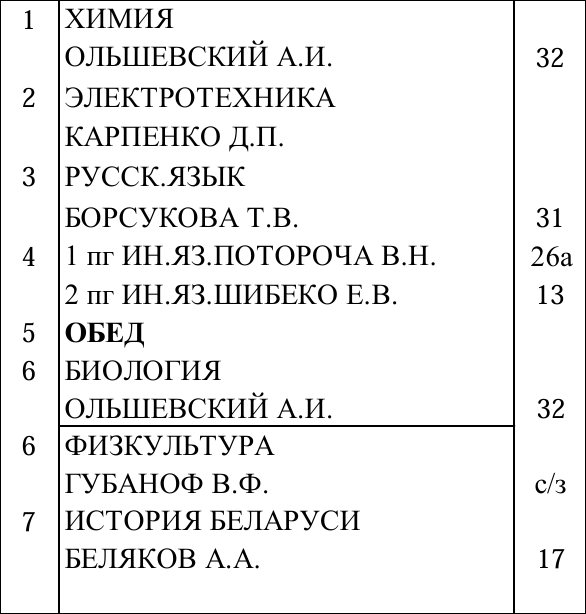 1 ХИМИЯ
ОЛЬШЕВСКИЙ А.И. 32
2 ЭЛЕКТРОТЕХНИКА
КАРПЕНКО Д.П.
3 РУССК.ЯЗЫК
БОРСУКОВА Т.В. 31
4 1 пг ИН.ЯЗ.ПОТОРОЧА В.Н. 26а
2 пг ИН.ЯЗ.ШИБЕКО Е.В. 13
5 ОБЕД
6 БИОЛОГИЯ
ОЛЬШЕВСКИЙ А.И. 32
6 ФИЗКУЛЬТУРА
ГУБАНОФ В.Ф. с/з
7 ИСТОРИЯ БЕЛАРУСИ
БЕЛЯКОВ А.А. 17